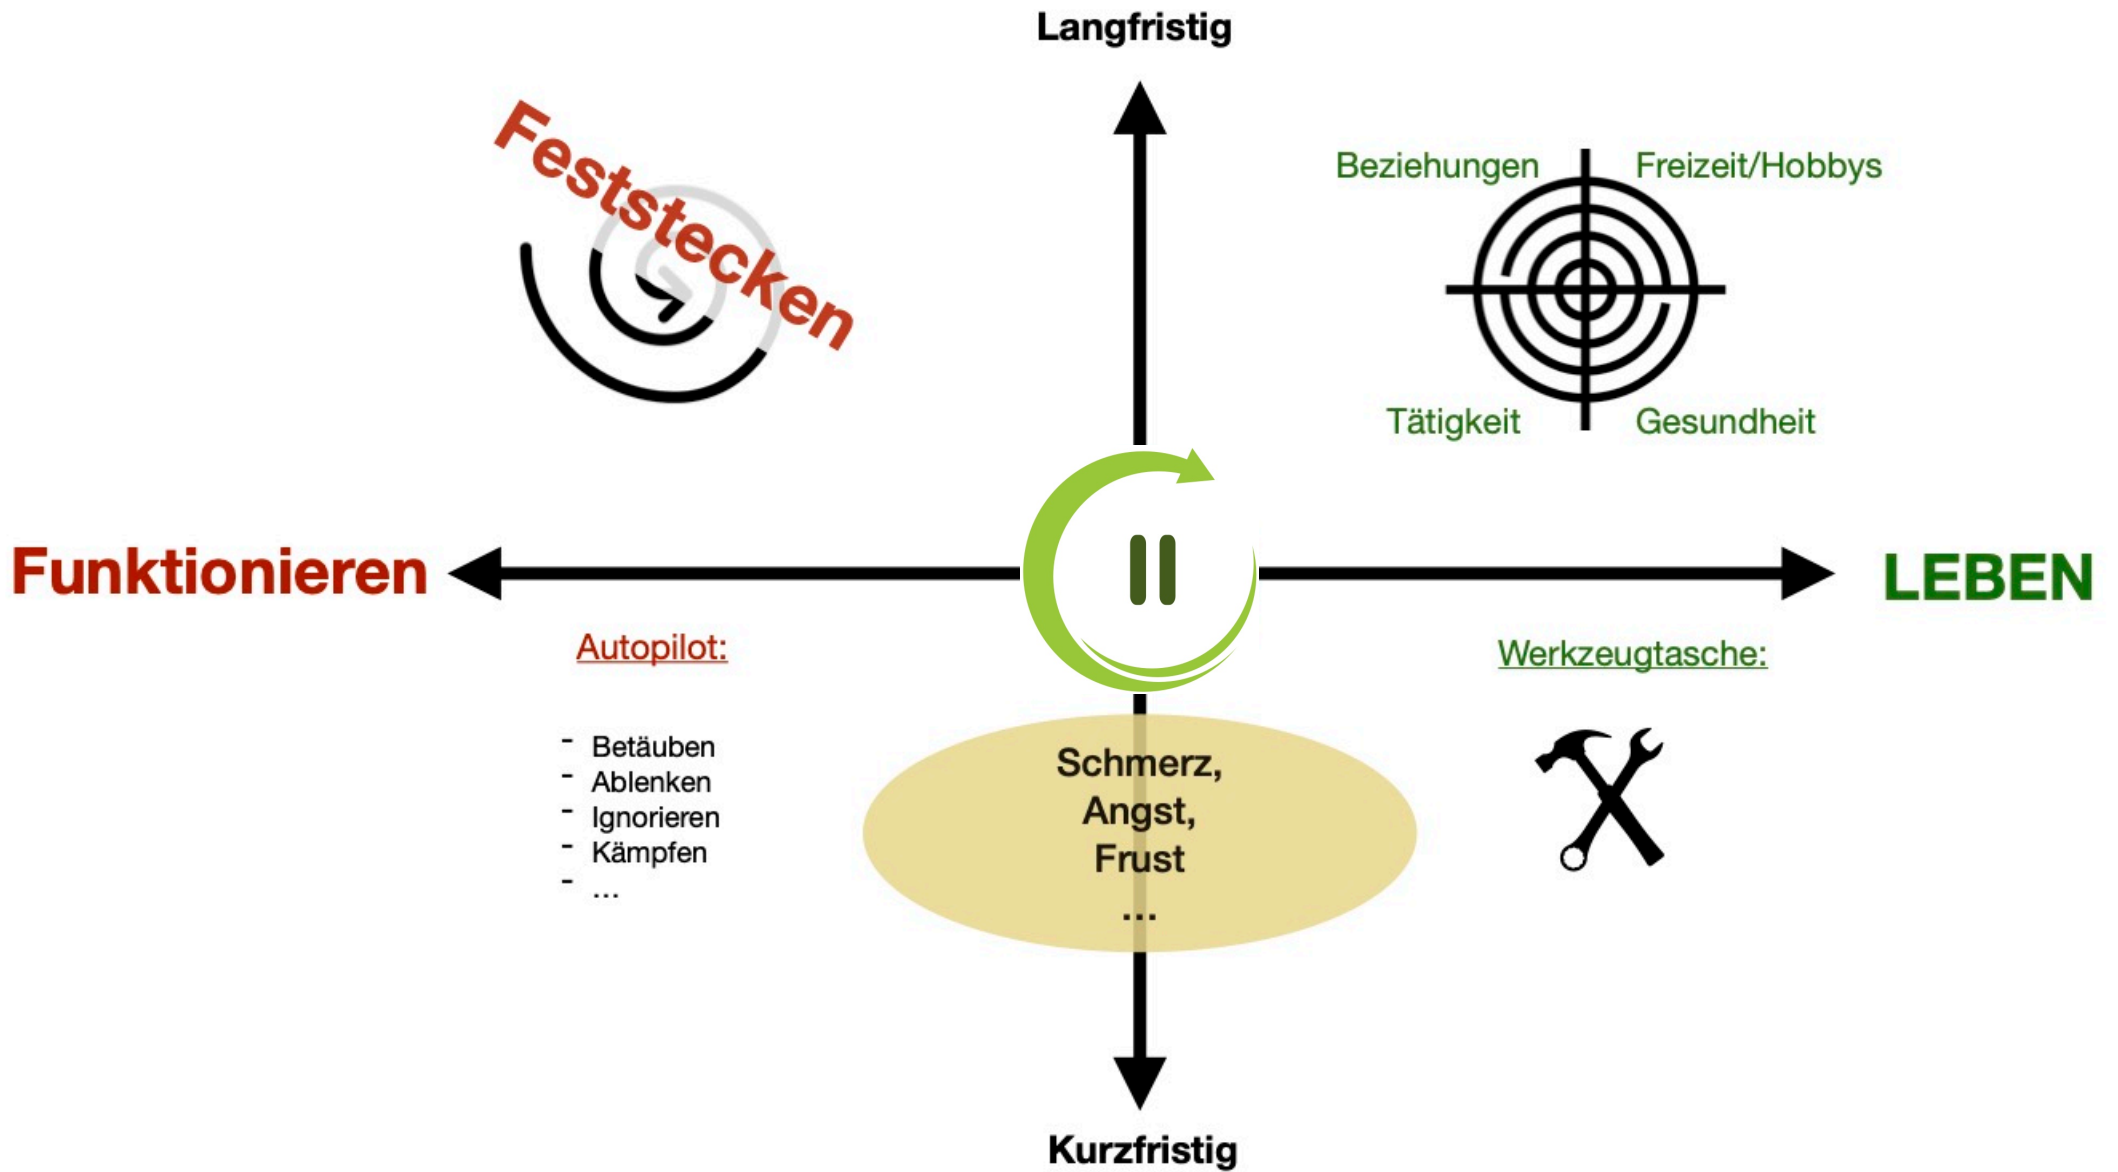 Langfristig
Feststecken
Beziehungen
Freizeit/Hobbys
Tätigkeit
Gesundheit
Funktionieren
LEBEN
Autopilot:
- Betäuben
- Ablenken
- Ignorieren
- Kämpfen
- ...
Schmerz,
Angst,
Frust
...
Werkzeugtasche:
Kurzfristig